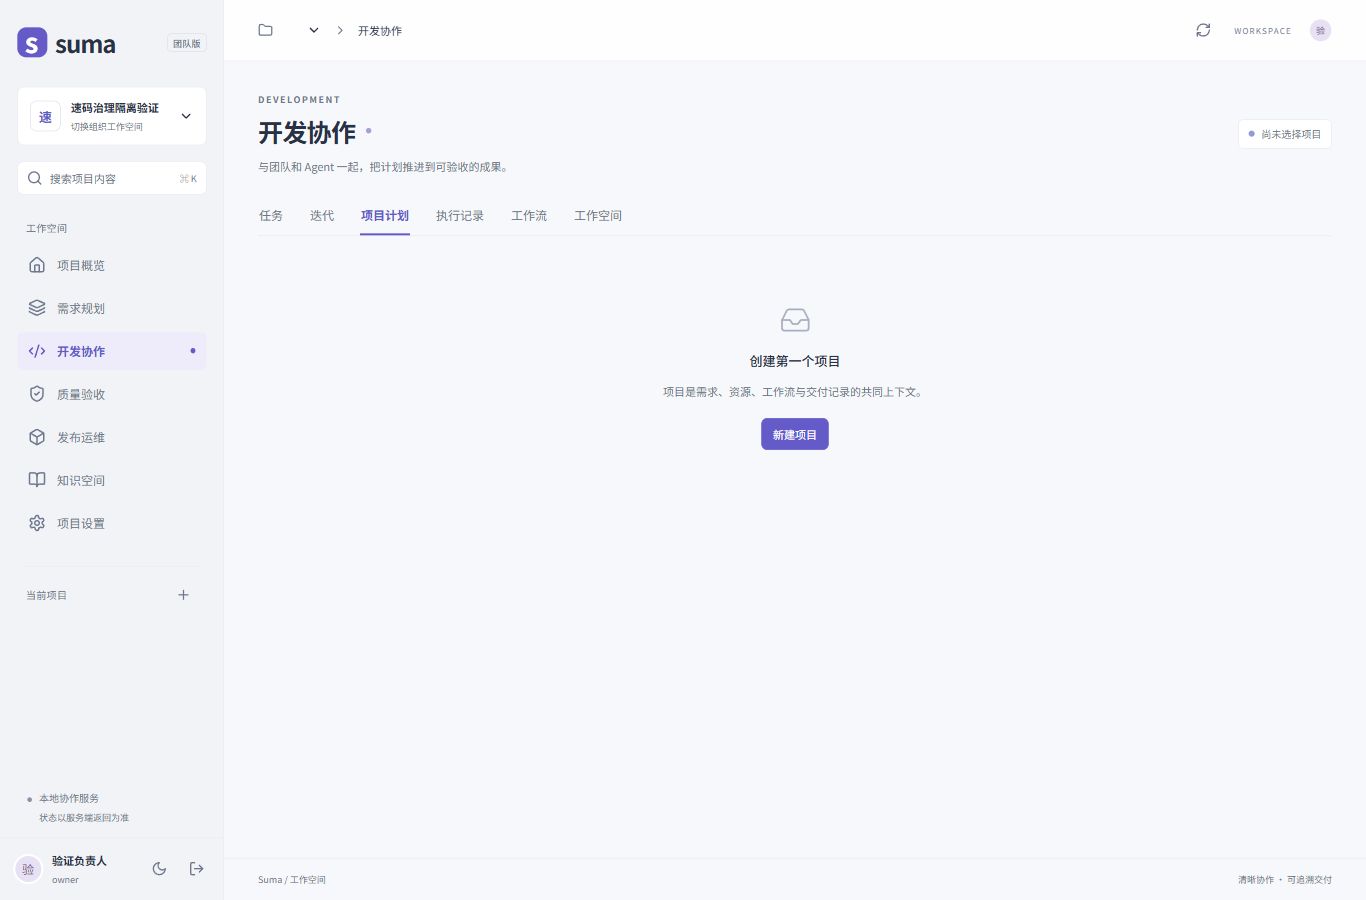 S suma 团队版
速 速码治理隔离验证
切换组织工作空间
搜索项目内容 ⌘K
工作空间
项目概览
需求规划
开发协作
质量验收
发布运维
知识空间
项目设置
当前项目
本地协作服务
状态以服务端返回为准
验 验证负责人
owner
开发协作
WORKSPACE 验
DEVELOPMENT
开发协作
尚未选择项目
与团队和 Agent 一起，把计划推进到可验收的成果。
任务 迭代 项目计划 执行记录 工作流 工作空间
创建第一个项目
项目是需求、资源、工作流与交付记录的共同上下文。
新建项目
Suma / 工作空间
清晰协作 · 可追溯交付